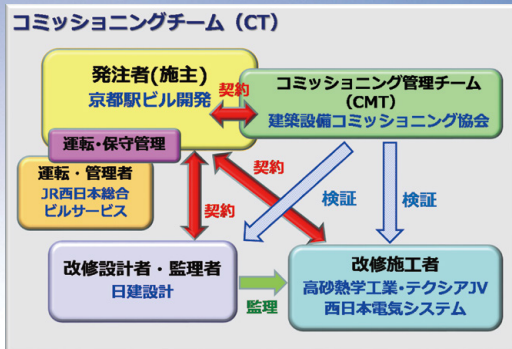 コミッショニングチーム（CT）
発注者(施主)
京都駅ビル開発
契約
コミッショニング管理チーム
（CMT）
建築設備コミッショニング協会
運転・保守管理
運転・管理者
JR西日本総合
ビルサービス
契約
契約
検証
検証
改修設計者・監理者
日建設計
監理
改修施工者
高砂熱学工業・テクシアJV
西日本電気システム